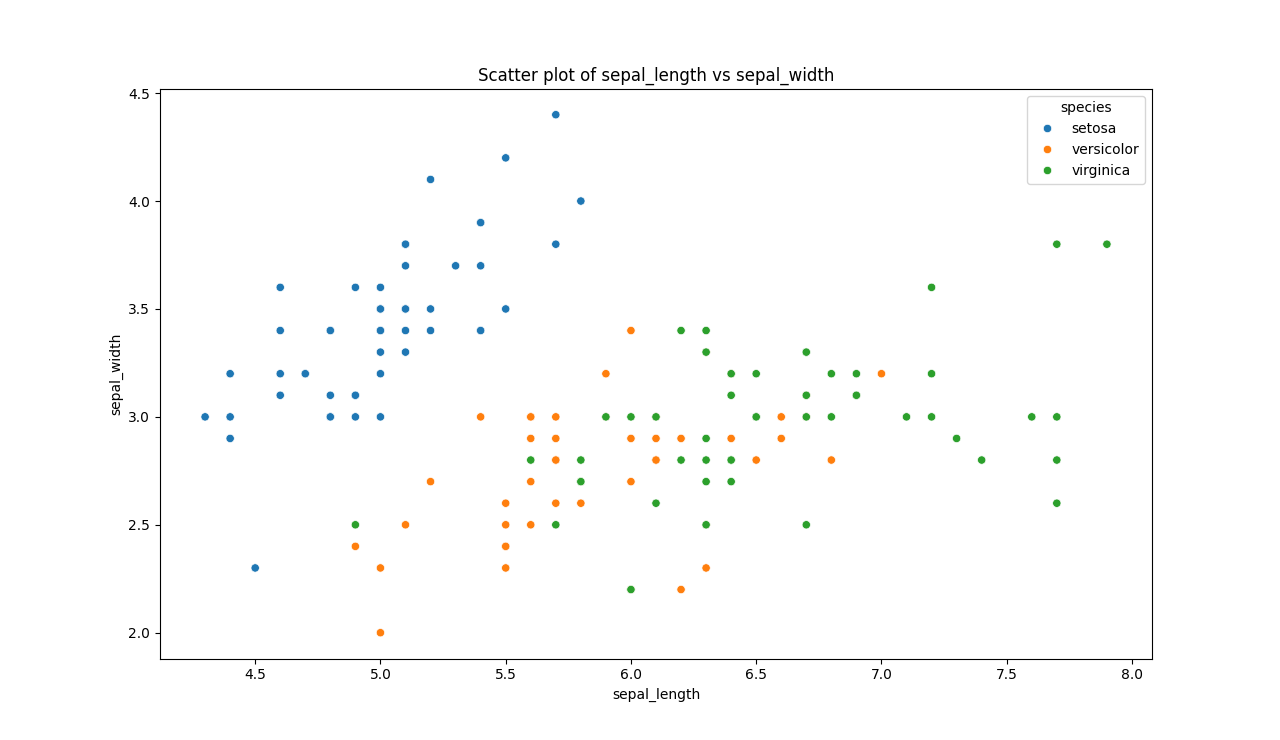 Scatter plot of sepal_length vs sepal_width
species
setosa
versicolor
virginica
sepal_width
4.5
4.0
3.5
3.0
2.5
2.0
4.5 5.0 5.5 6.0 6.5 7.0 7.5 8.0
sepal_length